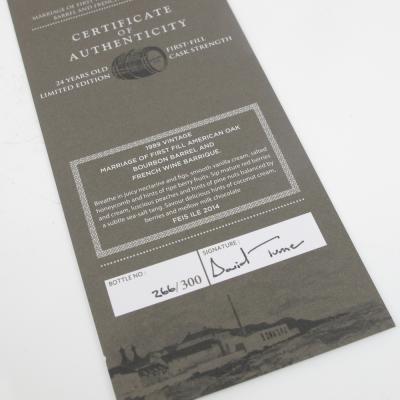 MARRIAGE OF FIRST
BARREL AND FRENC
CERTIFICATE
OF
AUTHENTICITY
24 YEARS OLD
LIMITED EDITION
FIRST-FILL
CASK STRENGTH
1989 VINTAGE
MARRIAGE OF FIRST FILL AMERICAN OAK
BOURBON BARREL AND
FRENCH WINE BARRIQUE.
Breathe in juicy nectarine and figs, smooth vanilla cream, salted
honeycomb and hints of ripe berry fruits. Sip mature red berries
and cream, luscious peaches and hints of pine nuts balanced by
a subtle sea-salt tang. Savour delicious hints of coconut cream,
berries and mellow milk chocolate
FEIS ILE 2014
BOTTLE NO :
266/300
SIGNATURE :
David Turner
BOWMORE